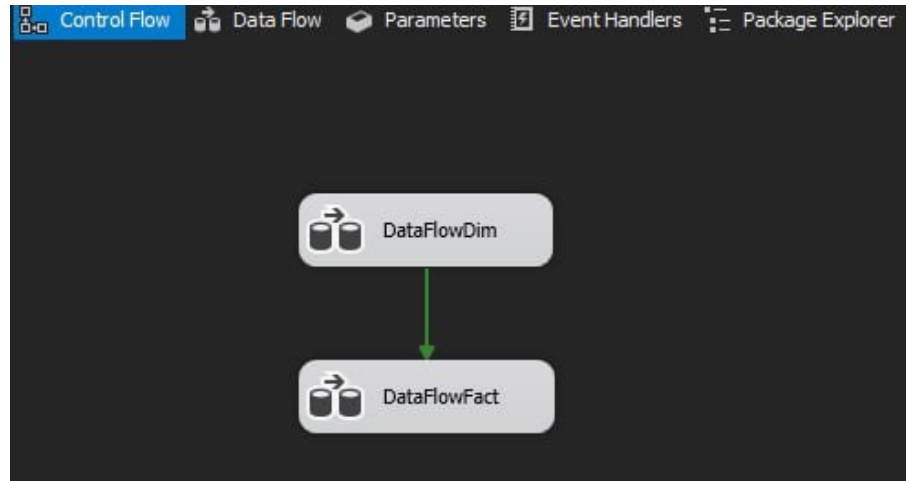 Control Flow Data Flow Parameters Event Handlers Package Explorer
DataFlowDim
DataFlowFact